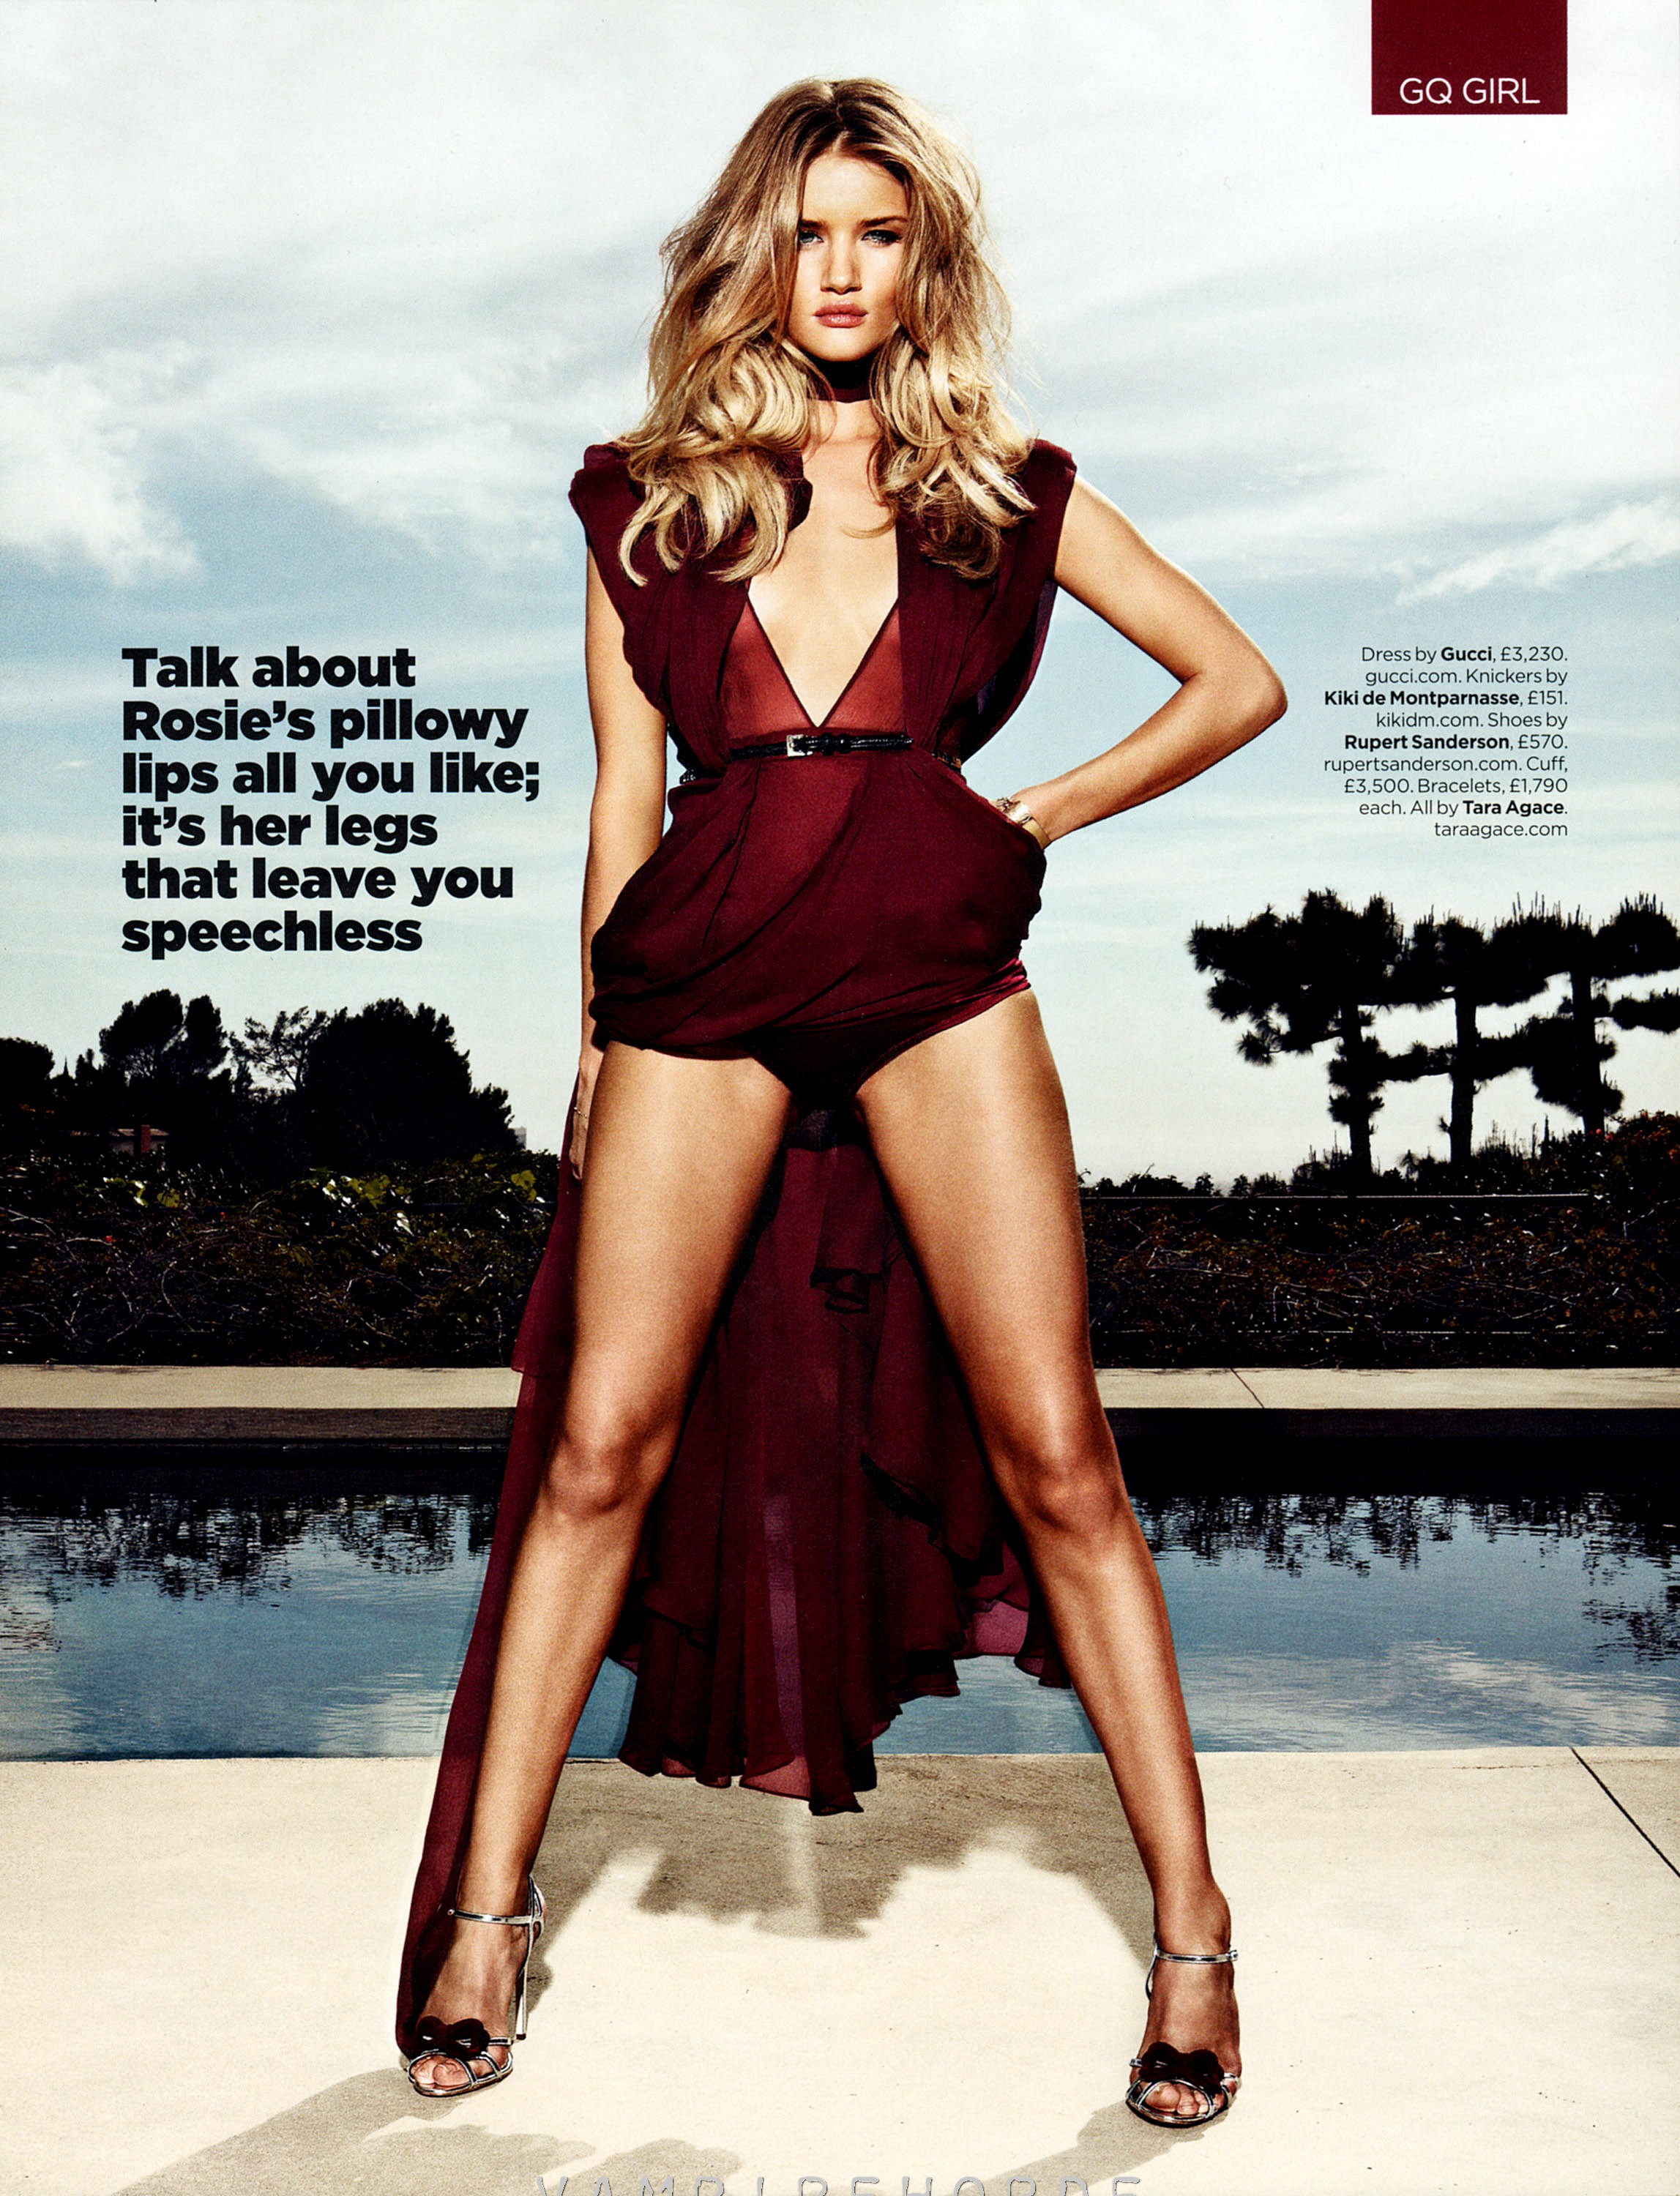 GQ GIRL
Talk about
Rosie's pillowy
lips all you like;
it's her legs
that leave you
speechless
Dress by Gucci, £3,230.
gucci.com. Knickers by
Kiki de Montparnasse, £151.
kikidm.com. Shoes by
Rupert Sanderson, £570.
rupertsanderson.com. Cuff,
£3,500. Bracelets, £1,790
each. All by Tara Agace.
taraagace.com
VAMPIREHORDE